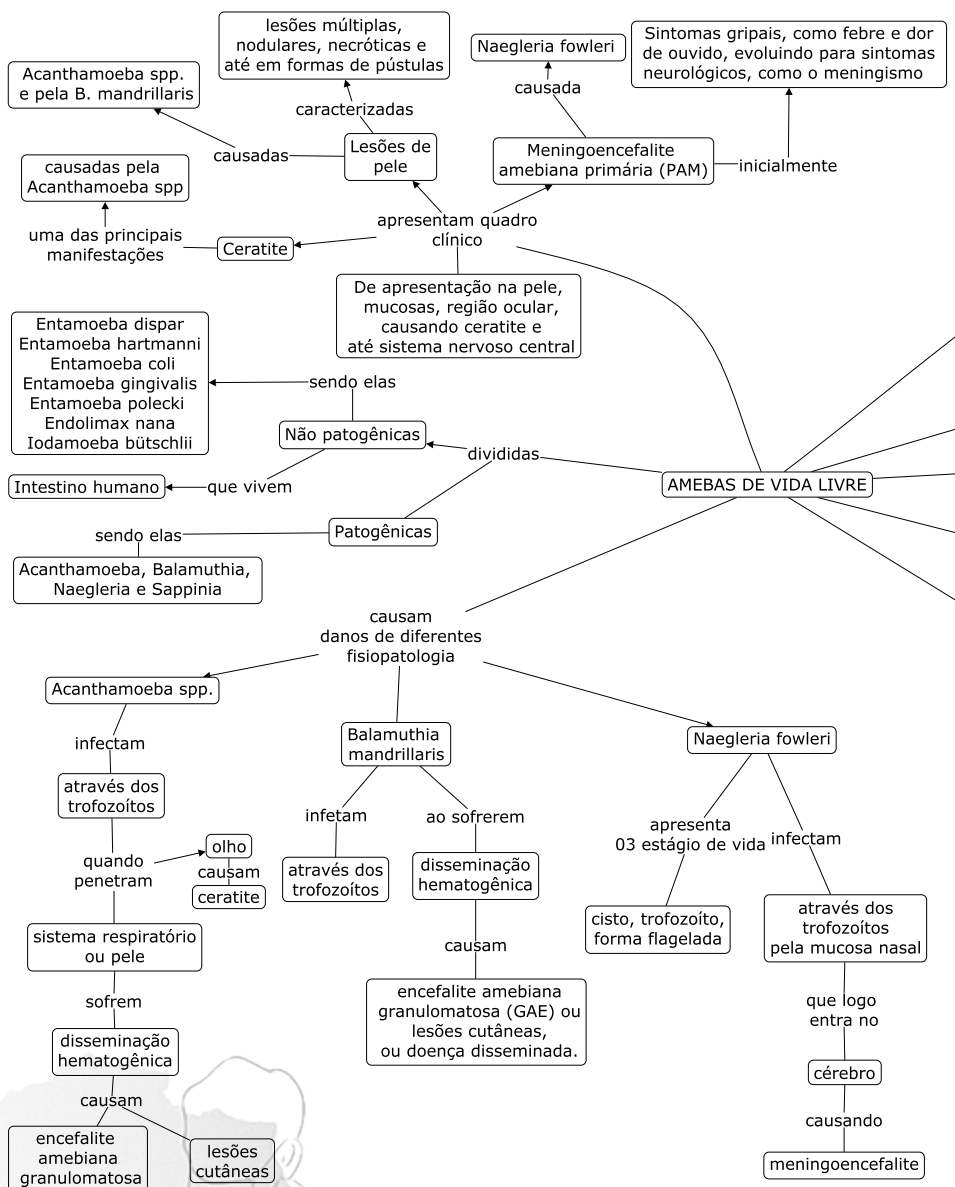 lesões múltiplas,
nodulares, necróticas e
até em formas de pústulas
Naegleria fowleri
Sintomas gripais, como febre e dor
de ouvido, evoluindo para sintomas
neurológicos, como o meningismo
Acanthamoeba spp.
e pela B. mandrillaris
causada
caracterizadas
causadas
Lesões de
pele
Meningoencefalite
amebiana primária (PAM)
inicialmente
causadas pela
Acanthamoeba spp
uma das principais
manifestações
Ceratite
apresentam quadro
clínico
De apresentação na pele,
mucosas, região ocular,
causando ceratite e
até sistema nervoso central
Entamoeba dispar
Entamoeba hartmanni
Entamoeba coli
Entamoeba gingivalis
Entamoeba polecki
Endolimax nana
Iodamoeba bütschlii
sendo elas
Não patogênicas
divididas
Intestino humano
que vivem
AMEBAS DE VIDA LIVRE
Patogênicas
sendo elas
Acanthamoeba, Balamuthia,
Naegleria e Sappinia
causam
danos de diferentes
fisiopatologia
Acanthamoeba spp.
infectam
através dos
trofozoítos
quando
penetram
olho
causam
ceratite
sistema respiratório
ou pele
sofrem
disseminação
hematogênica
causam
encefalite
amebiana
granulomatosa
lesões
cutâneas
Balamuthia
mandrillaris
infetam
através dos
trofozoítos
ao sofrerem
disseminação
hematogênica
causam
encefalite amebiana
granulomatosa (GAE) ou
lesões cutâneas,
ou doença disseminada.
Naegleria fowleri
apresenta
03 estágio de vida
cisto, trofozoíto,
forma flagelada
infectam
através dos
trofozoítos
pela mucosa nasal
que logo
entra no
cérebro
causando
meningoencefalite